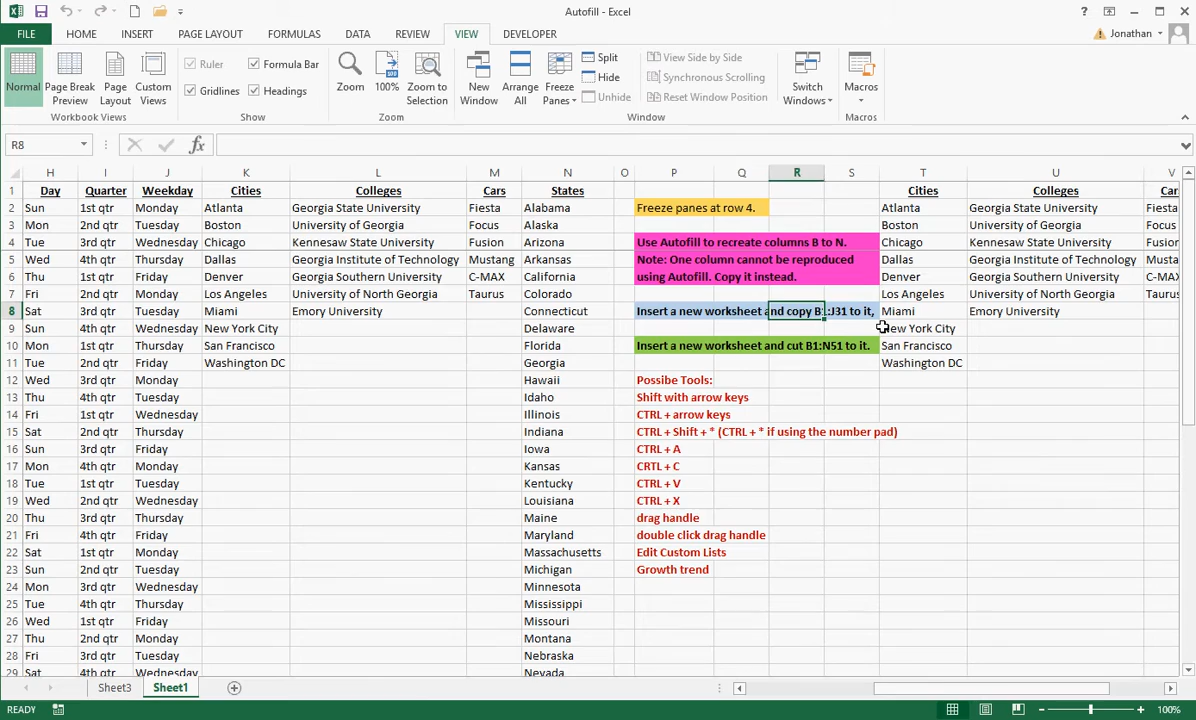 Autofill - Excel
FILE HOME INSERT PAGE LAYOUT FORMULAS DATA REVIEW VIEW DEVELOPER Jonathan
Normal Page Break Preview Page Layout Custom Views
Workbook Views
Ruler Formula Bar
Gridlines Headings
Show
Zoom 100% Zoom to Selection
Zoom
New Window Arrange All Freeze Panes
Split
Hide
Unhide
View Side by Side
Synchronous Scrolling
Reset Window Position
Window
Switch Windows
Macros
Macros
R8 fx
H I J K L M N O P Q R S T U V
1 Day Quarter Weekday Cities Colleges Cars States Cities Colleges Cars
2 Sun 1st qtr Monday Atlanta Georgia State University Fiesta Alabama Freeze panes at row 4. Atlanta Georgia State University Fiesta
3 Mon 2nd qtr Tuesday Boston University of Georgia Focus Alaska Boston University of Georgia Focus
4 Tue 3rd qtr Wednesday Chicago Kennesaw State University Fusion Arizona Use Autofill to recreate columns B to N. Chicago Kennesaw State University Fusion
5 Wed 4th qtr Thursday Dallas Georgia Institute of Technology Mustang Arkansas Note: One column cannot be reproduced Dallas Georgia Institute of Technology Musta
6 Thu 1st qtr Friday Denver Georgia Southern University C-MAX California using Autofill. Copy it instead. Denver Georgia Southern University C-MA
7 Fri 2nd qtr Monday Los Angeles University of North Georgia Taurus Colorado Los Angeles University of North Georgia Taurus
8 Sat 3rd qtr Tuesday Miami Emory University Connecticut Insert a new worksheet and copy B1:J31 to it, Miami Emory University
9 Sun 4th qtr Wednesday New York City Delaware New York City
10 Mon 1st qtr Thursday San Francisco Florida Insert a new worksheet and cut B1:N51 to it. San Francisco
11 Tue 2nd qtr Friday Washington DC Georgia Washington DC
12 Wed 3rd qtr Monday Hawaii Possibe Tools:
13 Thu 4th qtr Tuesday Idaho Shift with arrow keys
14 Fri 1st qtr Wednesday Illinois CTRL + arrow keys
15 Sat 2nd qtr Thursday Indiana CTRL + Shift + * (CTRL + * if using the number pad)
16 Sun 3rd qtr Friday Iowa CTRL + A
17 Mon 4th qtr Monday Kansas CRTL + C
18 Tue 1st qtr Tuesday Kentucky CTRL + V
19 Wed 2nd qtr Wednesday Louisiana CTRL + X
20 Thu 3rd qtr Thursday Maine drag handle
21 Fri 4th qtr Friday Maryland double click drag handle
22 Sat 1st qtr Monday Massachusetts Edit Custom Lists
23 Sun 2nd qtr Tuesday Michigan Growth trend
24 Mon 3rd qtr Wednesday Minnesota
25 Tue 4th qtr Thursday Mississippi
26 Wed 1st qtr Friday Missouri
27 Thu 2nd qtr Monday Montana
28 Fri 3rd qtr Tuesday Nebraska
29 Sat 4th qtr Wednesday Nevada
Sheet3 Sheet1
READY 100%